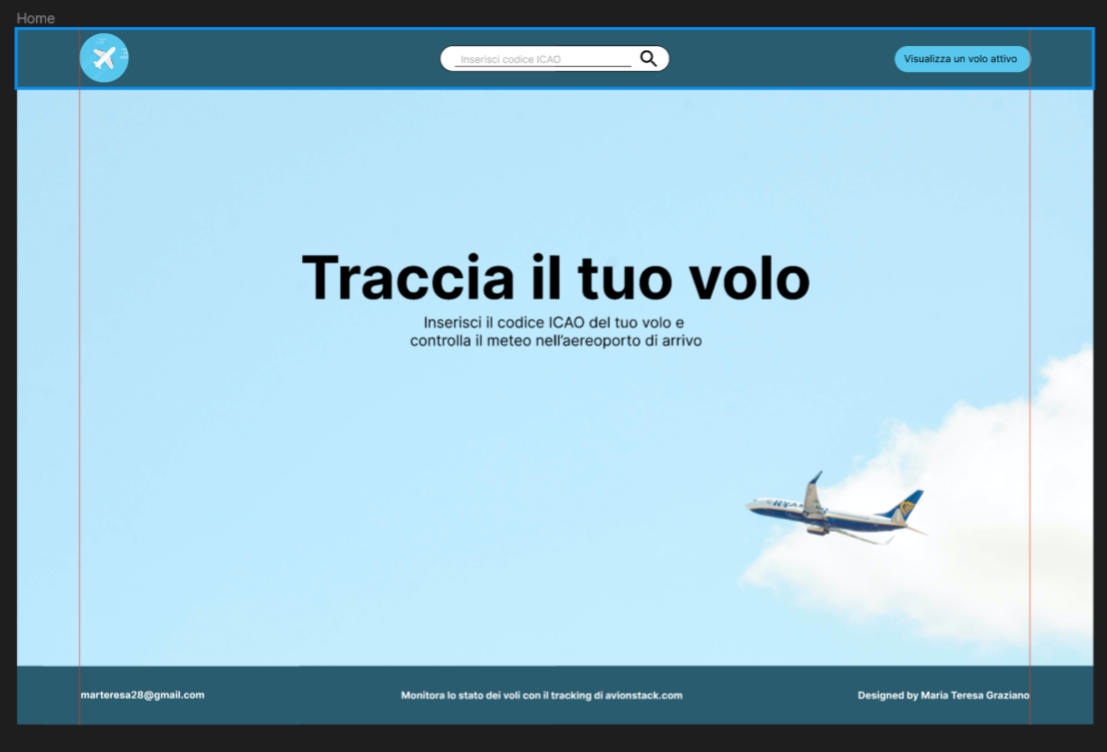 Home
Inserisci codice ICAO
Visualizza un volo attivo
Traccia il tuo volo
Inserisci il codice ICAO del tuo volo e
controlla il meteo nell'aereoporto di arrivo
marteresa28@gmail.com
Monitora lo stato dei voli con il tracking di avionstack.com
Designed by Maria Teresa Graziano